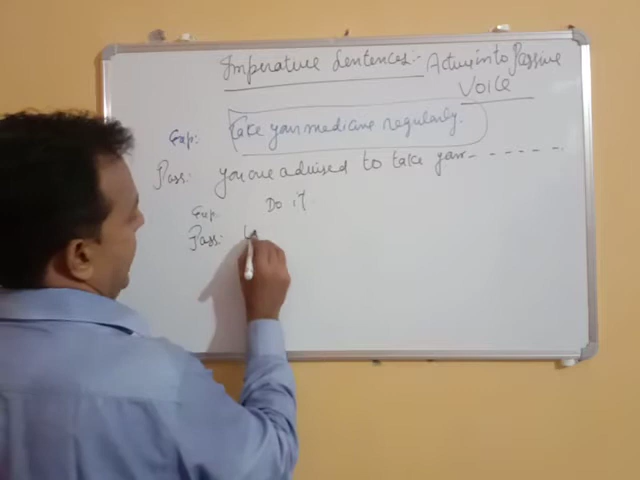 Imperative Sentences:- Active into Passive
Voice
Exp: Take your medicine regularly.
Pass: You are advised to take your - - - - - - .
Exp. Do it
Pass: Le